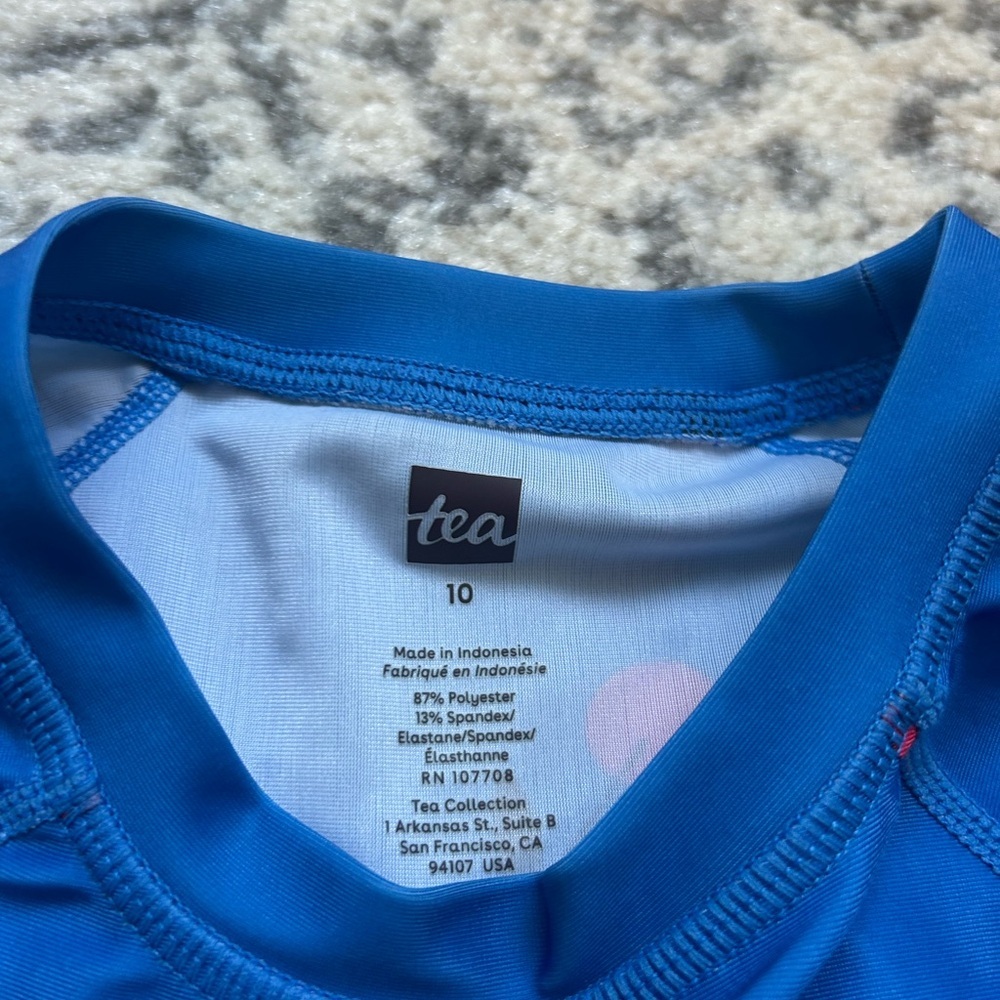 tea
10
Made in Indonesia
Fabriqué en Indonésie
87% Polyester
13% Spandex/
Elastane/Spandex/
Élasthanne
RN 107708
Tea Collection
1 Arkansas St., Suite B
San Francisco, CA
94107 USA